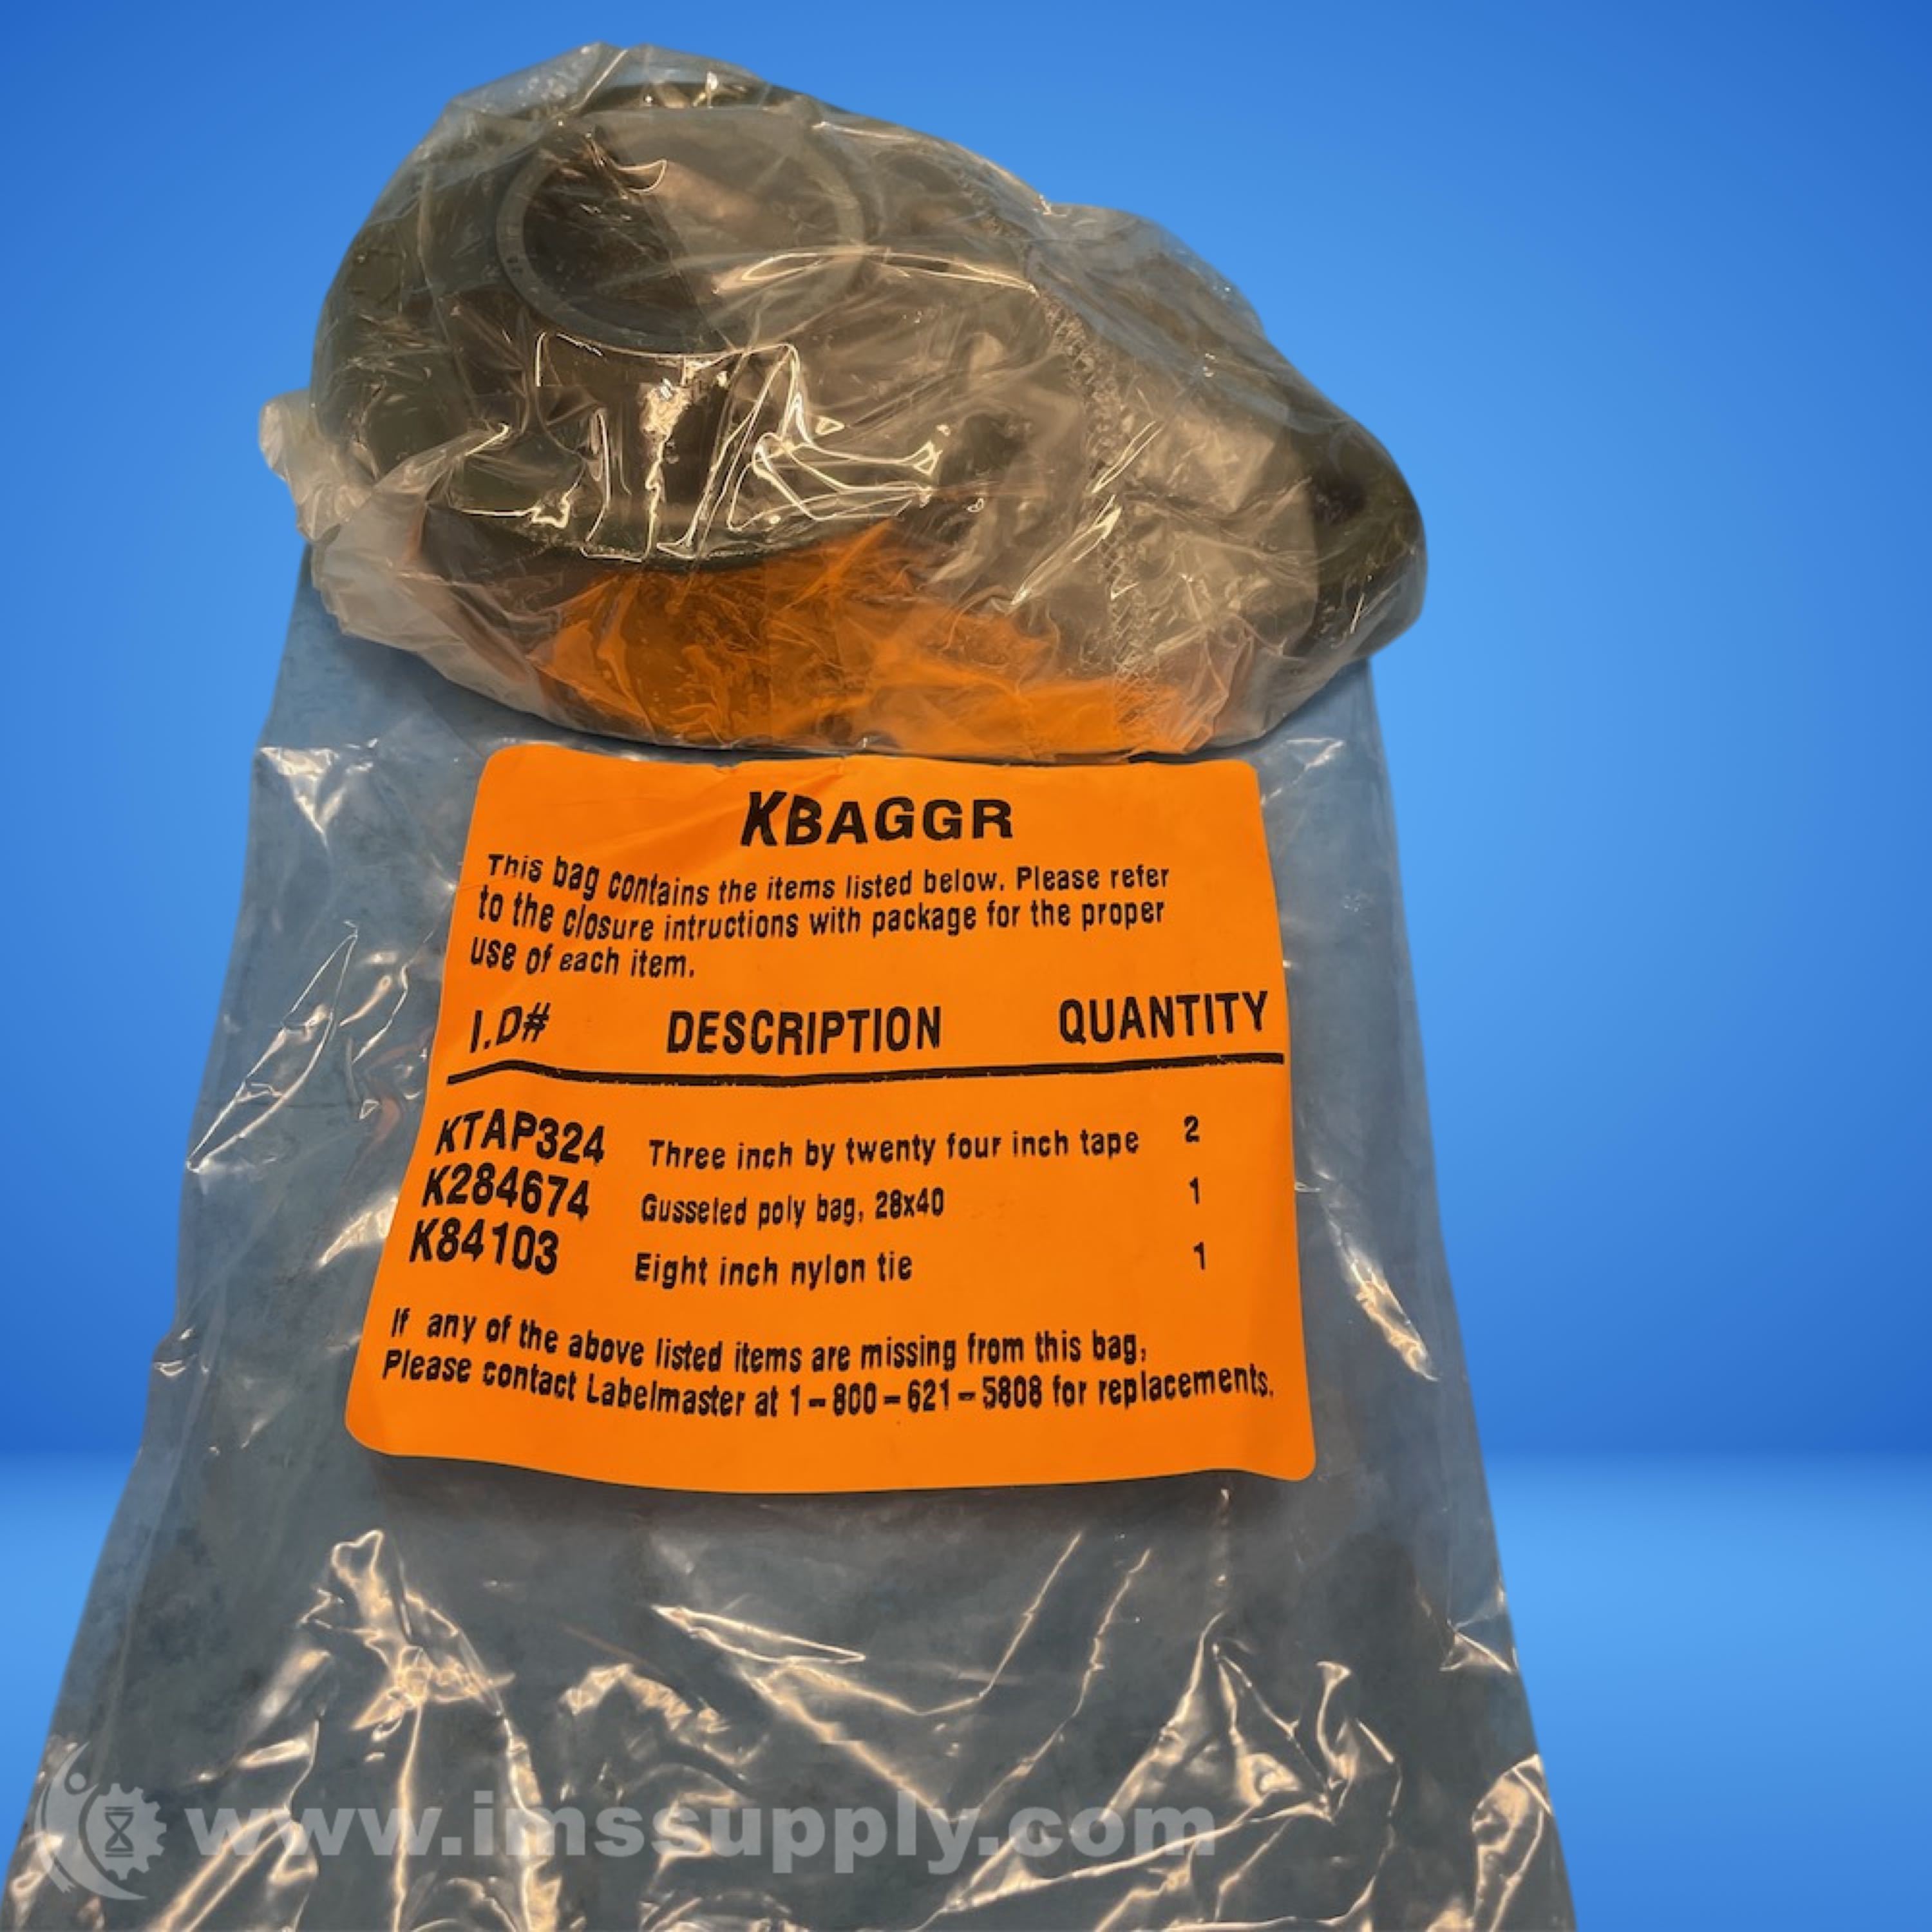 KBAGGR
This bag contains the items listed below. Please refer
to the closure intructions with package for the proper
use of each item.
I.D# DESCRIPTION QUANTITY
KTAP324 Three inch by twenty four inch tape 2
K284674 Gusseted poly bag, 28x40 1
K84103 Eight inch nylon tie 1
If any of the above listed items are missing from this bag,
Please contact Labelmaster at 1-800-621-5808 for replacements.
www.imssupply.com